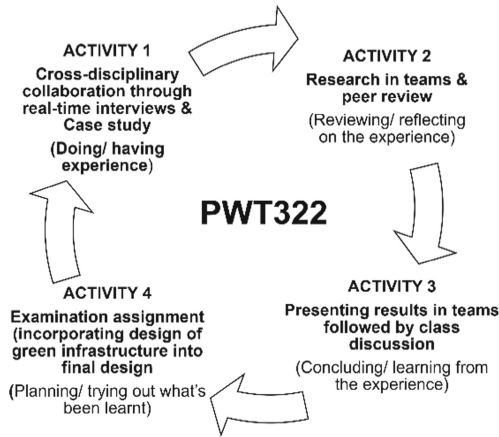 ACTIVITY 1
Cross-disciplinary
collaboration through
real-time interviews &
Case study
(Doing/ having
experience)
ACTIVITY 2
Research in teams &
peer review
(Reviewing/ reflecting
on the experience)
PWT322
ACTIVITY 3
Presenting results in teams
followed by class
discussion
(Concluding/ learning from
the experience)
ACTIVITY 4
Examination assignment
(incorporating design of
green infrastructure into
final design
(Planning/ trying out what's
been learnt)